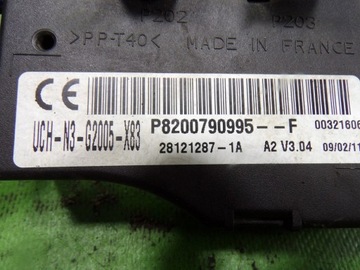 P202 P203
>PP-T40< MADE IN FRANCE
CE
UCH-N3-G2005-X83 P8200790995--F 00321606
28121287-1A A2 V3.04 09/02/11